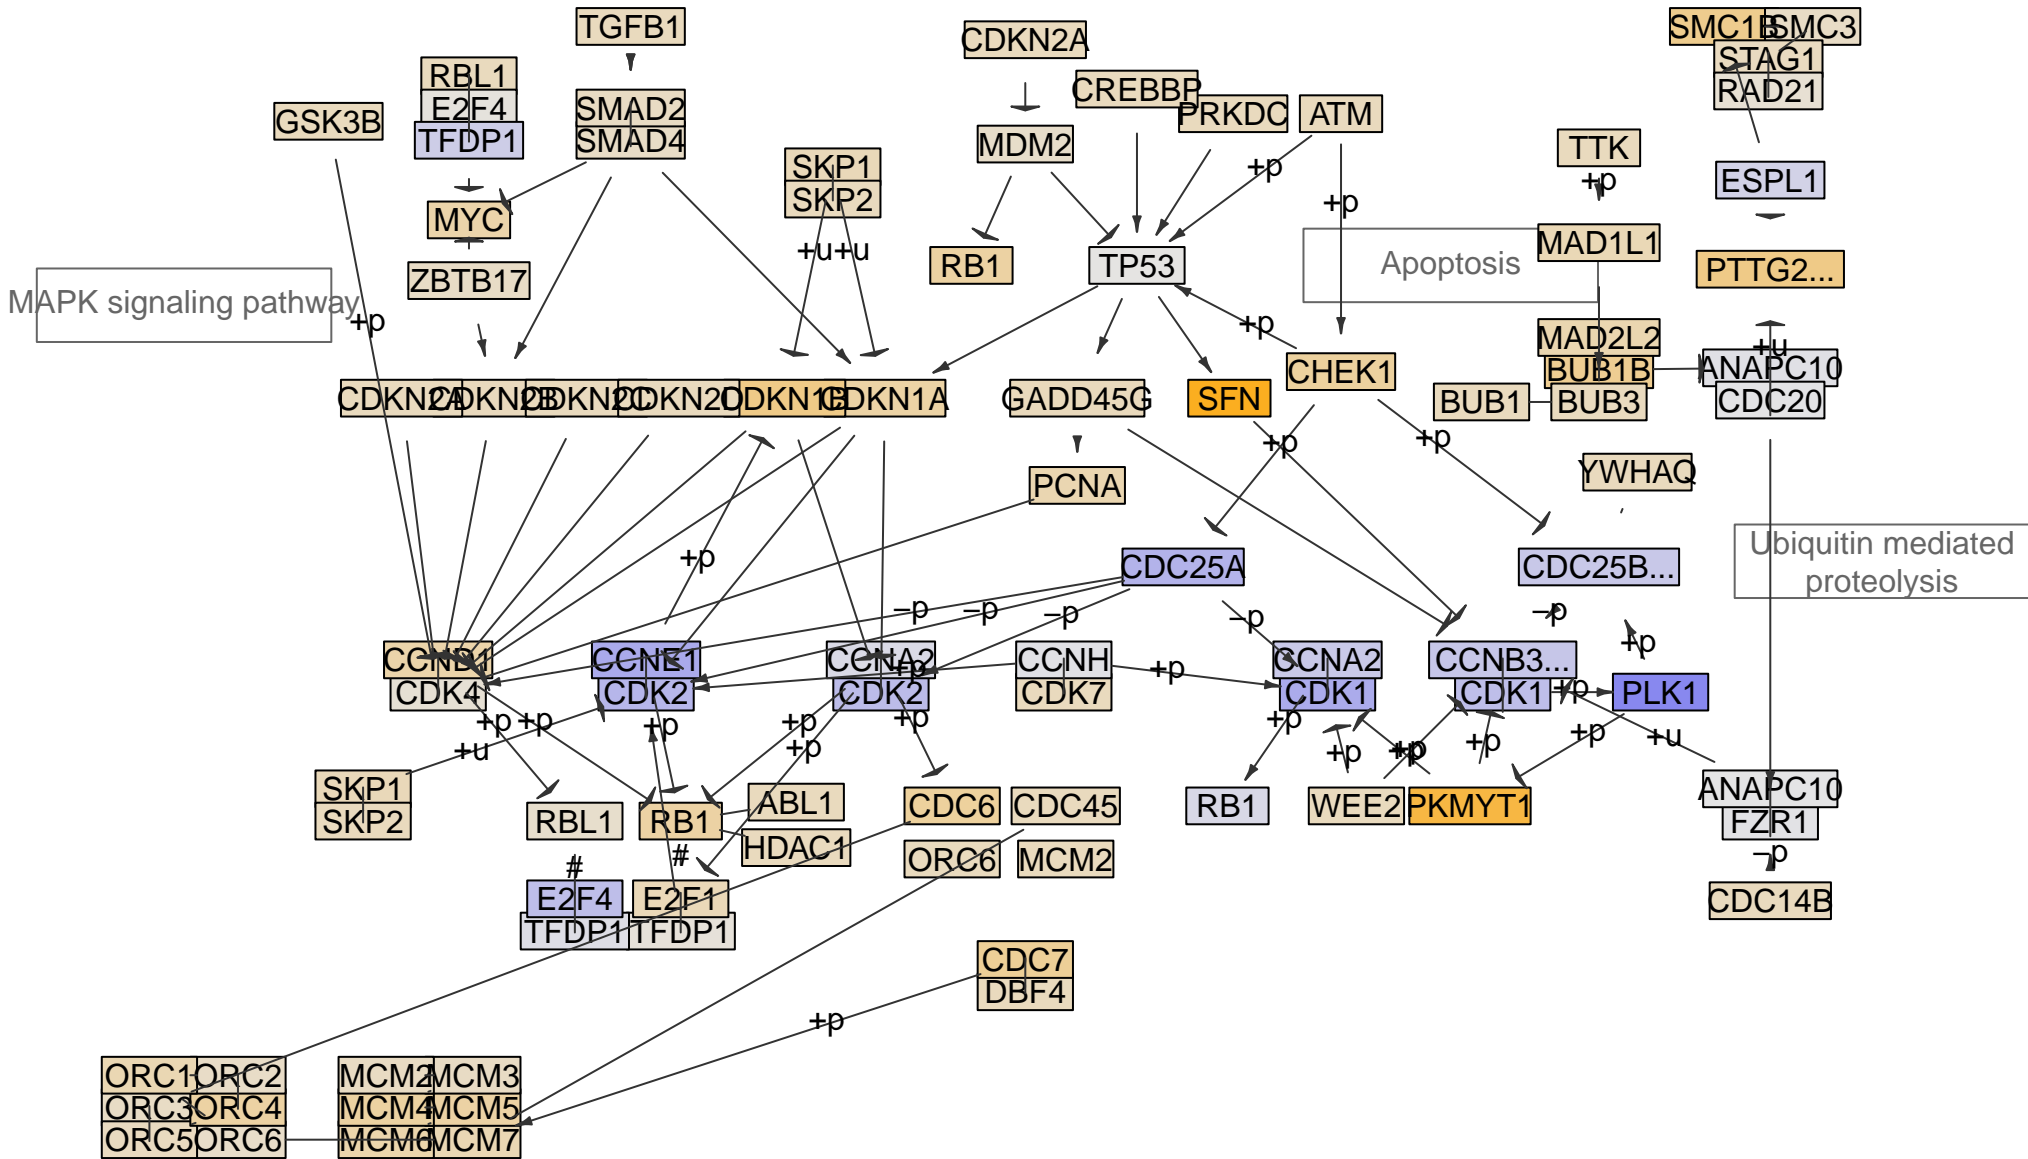 TGFB1
CDKN2A
SMC1B
SMC3
STAG1
RAD21
RBL1
E2F4
TFDP1
GSK3B
SMAD2
SMAD4
CREBBP
PRKDC
ATM
MDM2
TTK
+p
SKP1
SKP2
ESPL1
+p
+p
MYC
ZBTB17
+u
+u
RB1
TP53
Apoptosis
MAD1L1
PTTG2...
MAPK signaling pathway
+p
+p
MAD2L2
BUB1B
BUB1
BUB3
+u
ANAPC10
CDC20
CDKN2A
CDKN2B
CDKN2C
CDKN2D
CDKN1B
CDKN1A
GADD45G
SFN
CHEK1
+p
+p
PCNA
YWHAQ
+p
CDC25A
CDC25B...
Ubiquitin mediated
proteolysis
−p
−p
−p
−p
−p
+p
CCND1
CDK4
CCNE1
CDK2
CCNA2
CDK2
+p
CCNH
CDK7
+p
CCNA2
CDK1
CCNB3...
CDK1
+p
PLK1
+u
+p
+p
+p
+p
+p
+p
+p
+p
+p
+p
+p
+u
SKP1
SKP2
RBL1
RB1
ABL1
HDAC1
CDC6
CDC45
ORC6
MCM2
RB1
WEE2
PKMYT1
ANAPC10
FZR1
−p
CDC14B
+p
#
#
E2F4
TFDP1
E2F1
TFDP1
CDC7
DBF4
+p
ORC1
ORC2
ORC3
ORC4
ORC5
ORC6
MCM2
MCM3
MCM4
MCM5
MCM6
MCM7